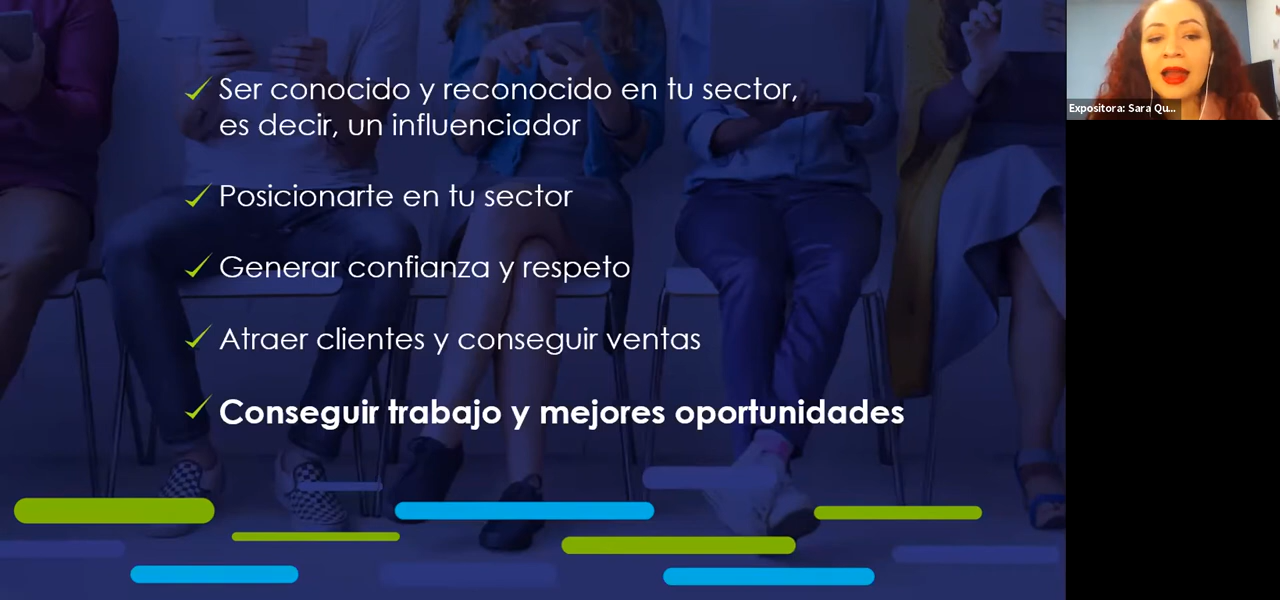 Ser conocido y reconocido en tu sector,
es decir, un influenciador
Posicionarte en tu sector
Generar confianza y respeto
Atraer clientes y conseguir ventas
Conseguir trabajo y mejores oportunidades
Expositora: Sara Qu...